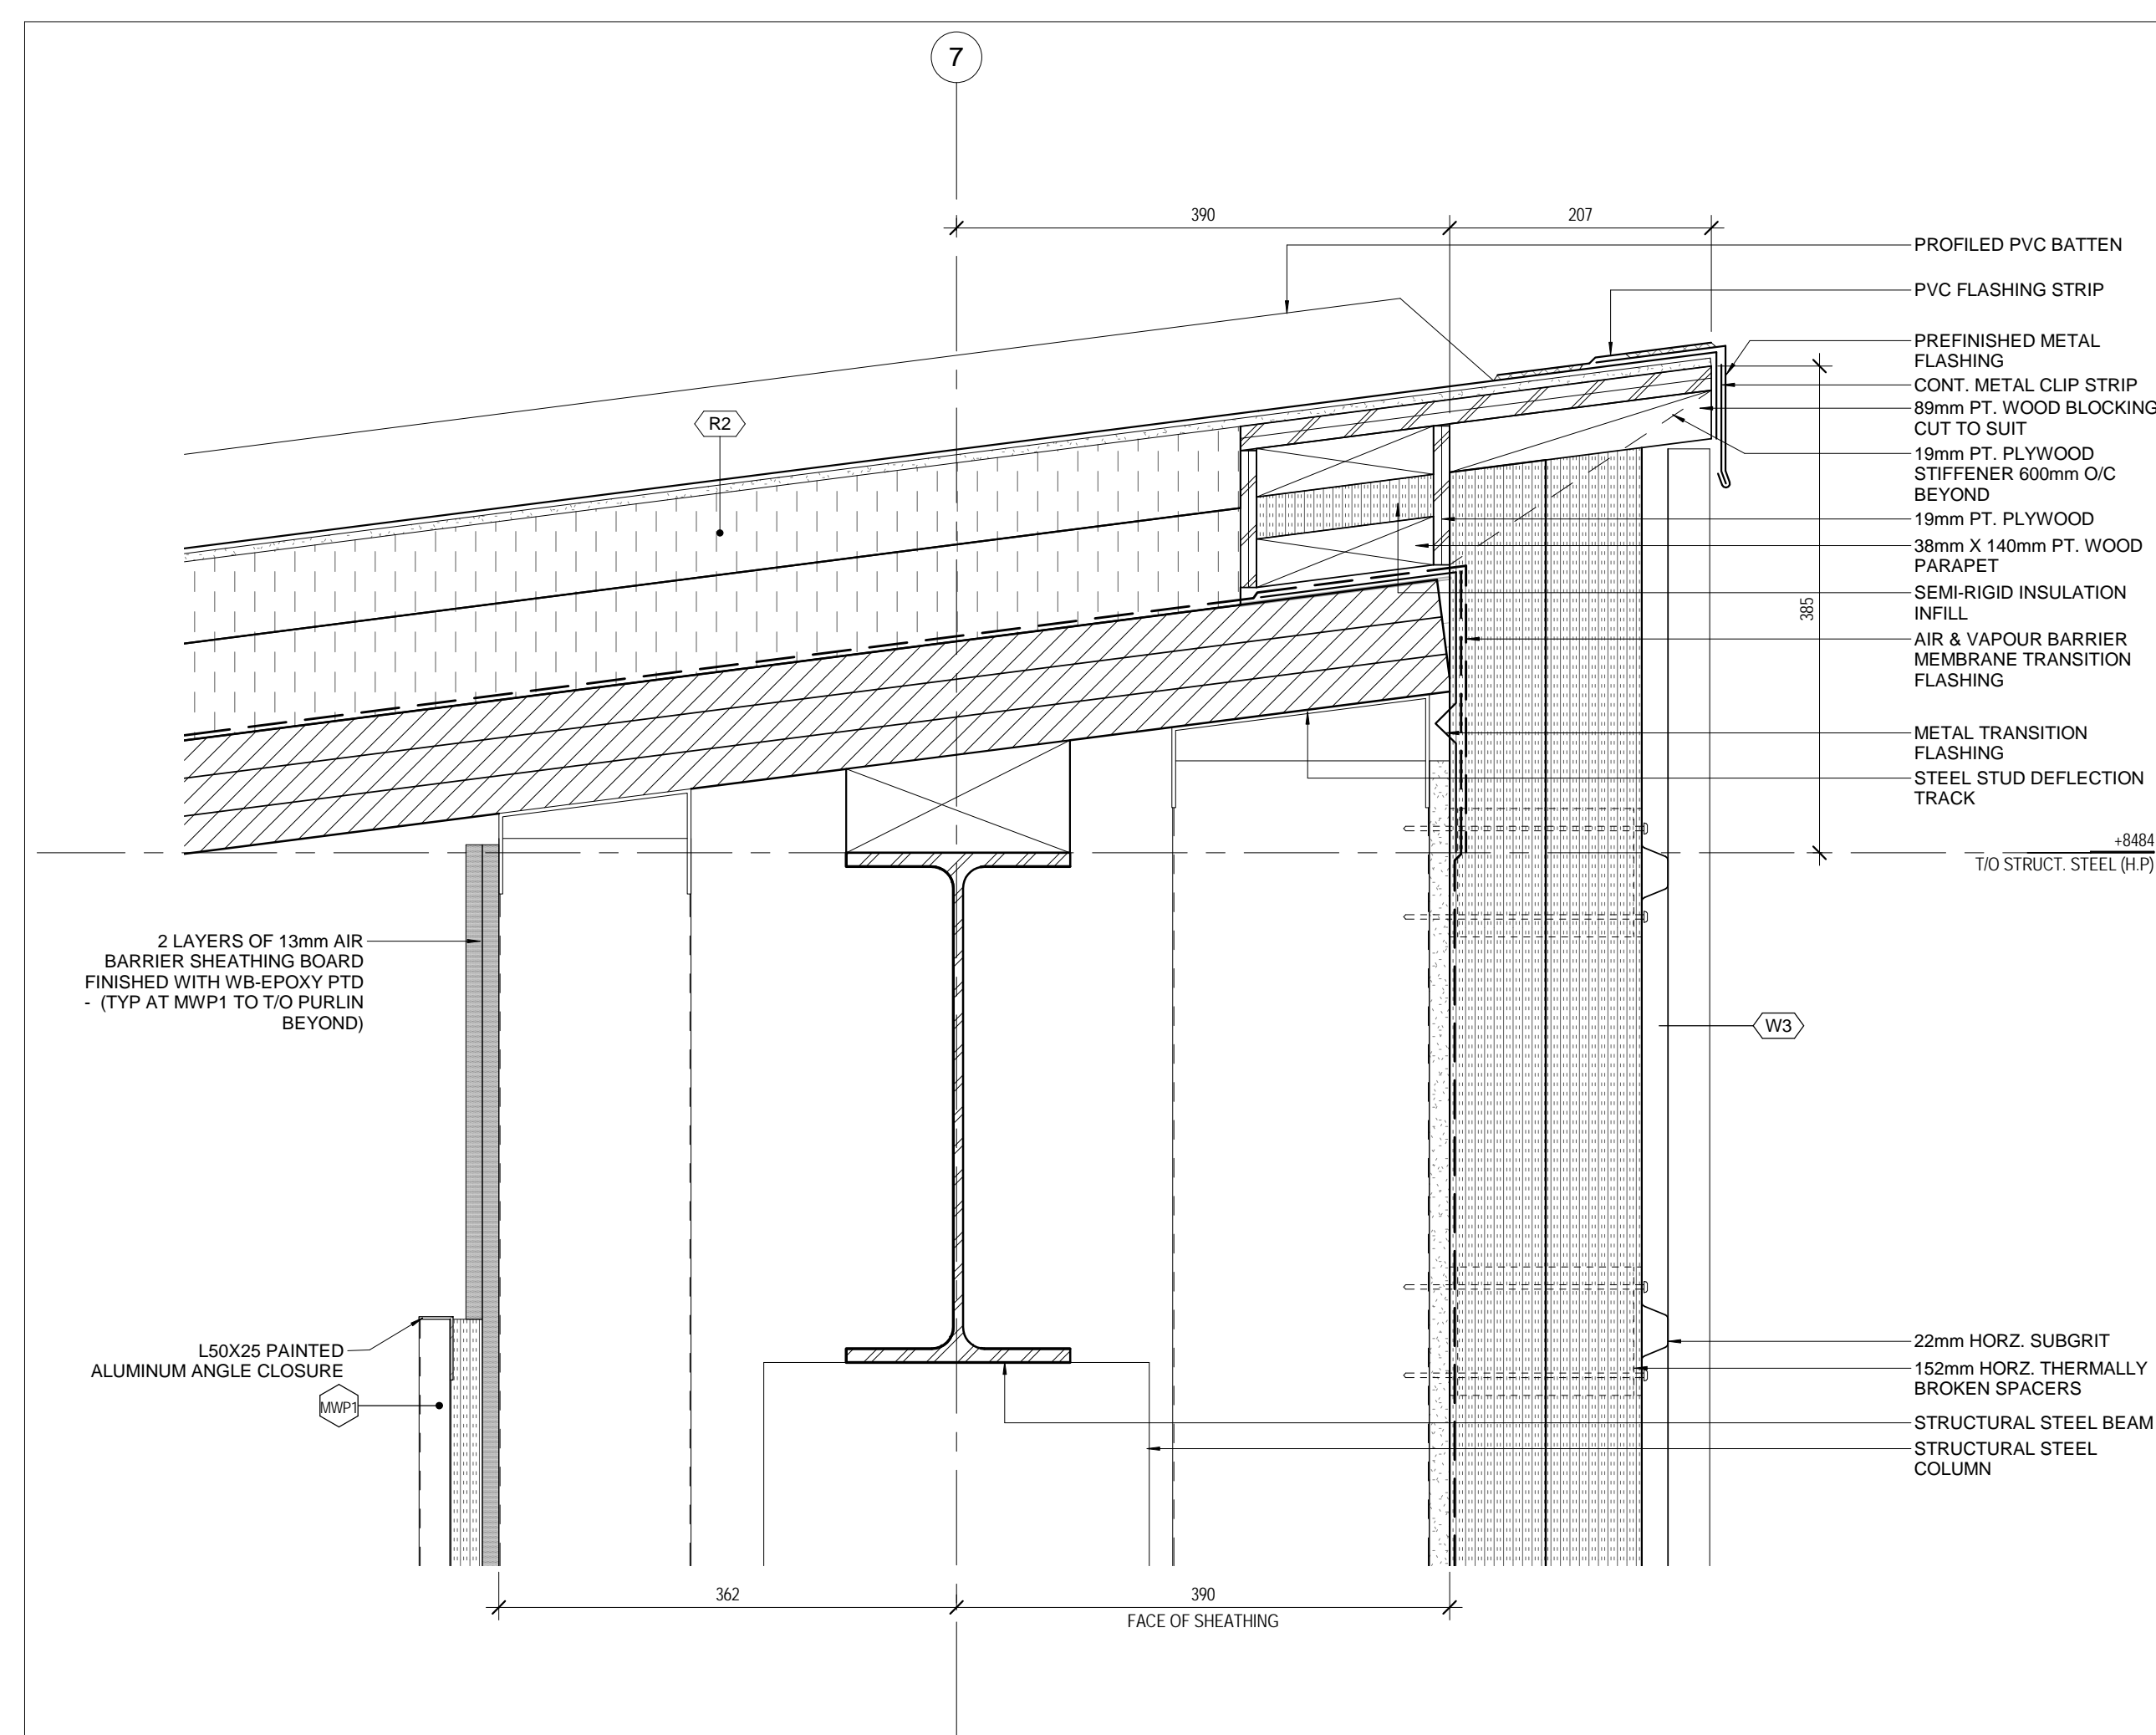 7
390
207
PROFILED PVC BATTEN
PVC FLASHING STRIP
PREFINISHED METAL
FLASHING
CONT. METAL CLIP STRIP
89mm PT. WOOD BLOCKING
CUT TO SUIT
19mm PT. PLYWOOD
STIFFENER 600mm O/C
BEYOND
19mm PT. PLYWOOD
38mm X 140mm PT. WOOD
PARAPET
SEMI-RIGID INSULATION
INFILL
AIR & VAPOUR BARRIER
MEMBRANE TRANSITION
FLASHING
METAL TRANSITION
FLASHING
STEEL STUD DEFLECTION
TRACK
R2
385
+8484
T/O STRUCT. STEEL (H.P)
2 LAYERS OF 13mm AIR
BARRIER SHEATHING BOARD
FINISHED WITH WB-EPOXY PTD
- (TYP AT MWP1 TO T/O PURLIN
BEYOND)
W3
L50X25 PAINTED
ALUMINUM ANGLE CLOSURE
MWP1
22mm HORZ. SUBGRIT
152mm HORZ. THERMALLY
BROKEN SPACERS
STRUCTURAL STEEL BEAM
STRUCTURAL STEEL
COLUMN
362
390
FACE OF SHEATHING